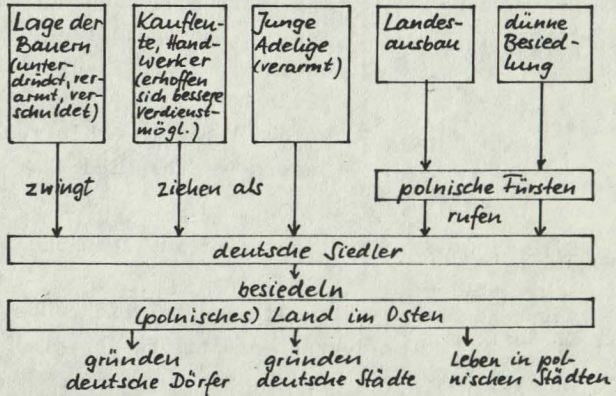 Lage der
Bauern
(unter-
drückt, ver-
armt, ver-
schuldet)
Kaufleu-
te, Hand-
werker
(erhoffen
sich bessere
Verdienst-
mögl.)
Junge
Adelige
(verarmt)
Landes-
ausbau
dünne
Besied-
lung
zwingt
ziehen als
polnische Fürsten
rufen
deutsche Siedler
besiedeln
(polnisches) Land im Osten
gründen
deutsche Dörfer
gründen
deutsche Städte
Leben in pol-
nischen Städten